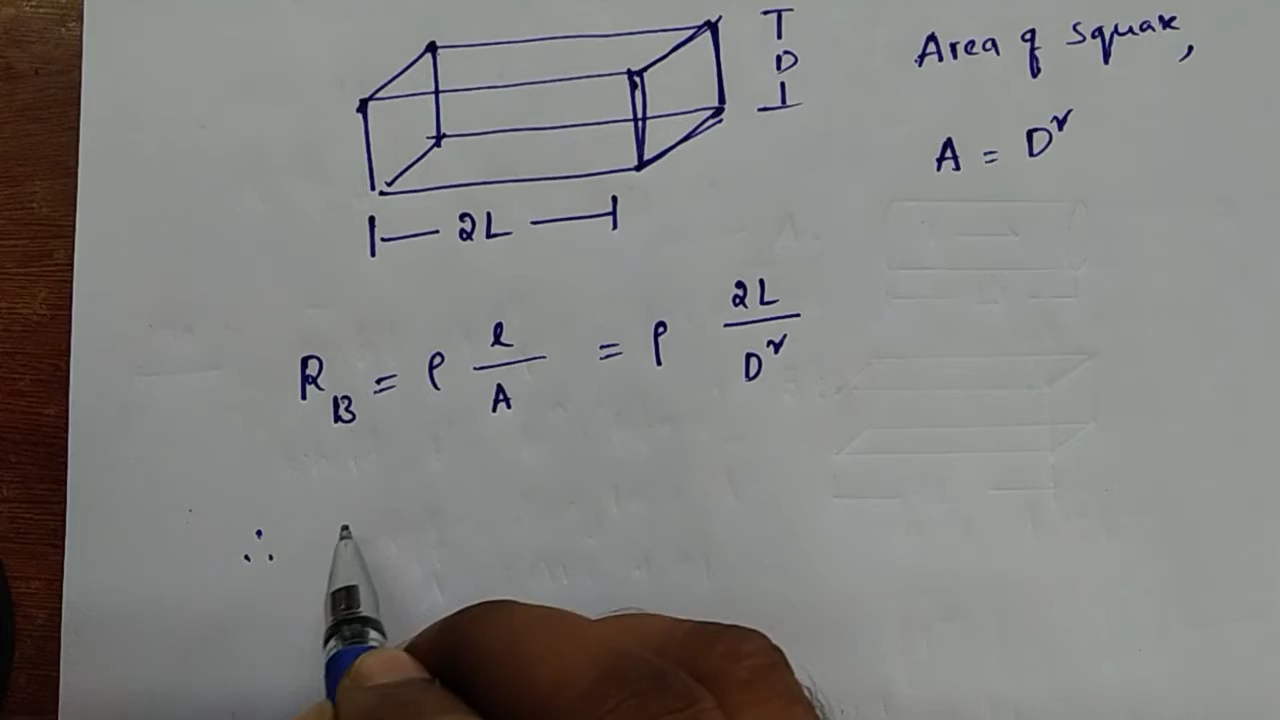 T
D
⊥
Area of square,
A = D²
2L
R_B = ρ l/A = ρ 2L/D²
∴